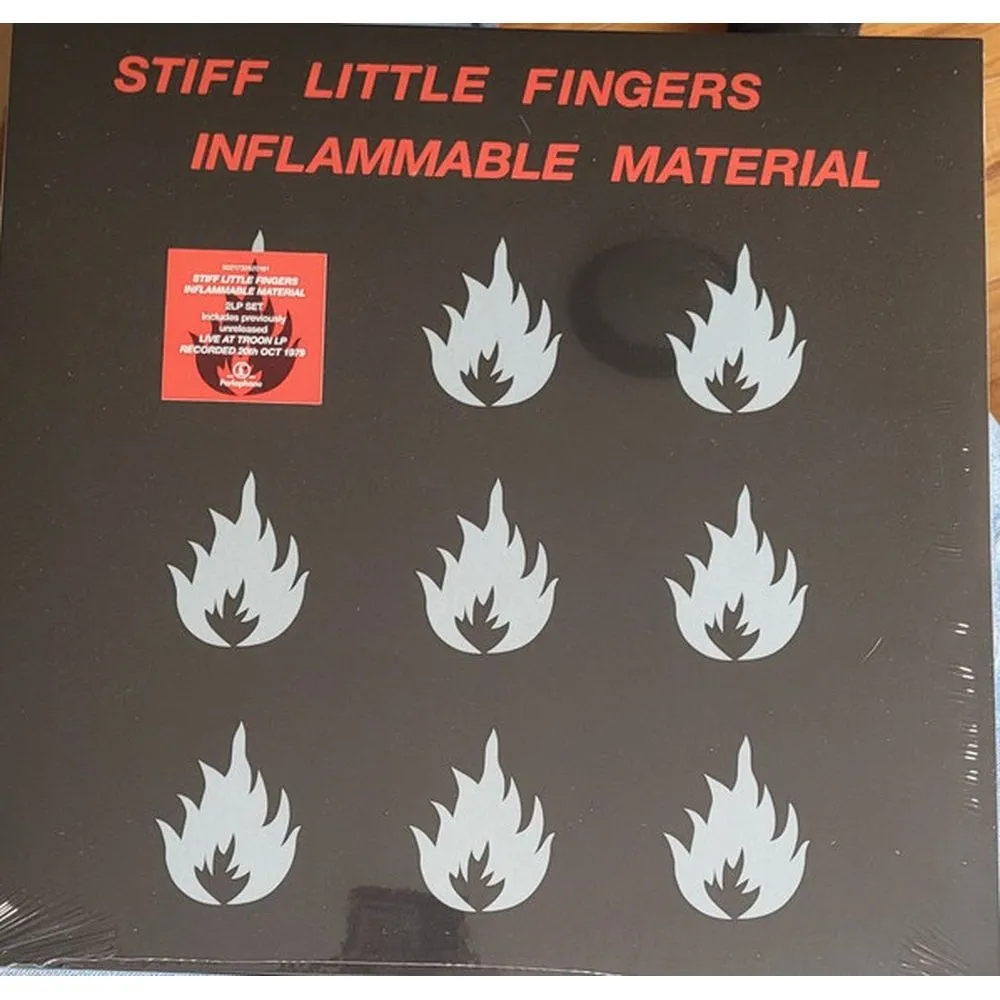 STIFF LITTLE FINGERS
INFLAMMABLE MATERIAL
STIFF LITTLE FINGERS
INFLAMMABLE MATERIAL
2LP SET
Includes previously
unreleased
LIVE AT TROON LP
RECORDED 20th OCT 1979
Parlophone